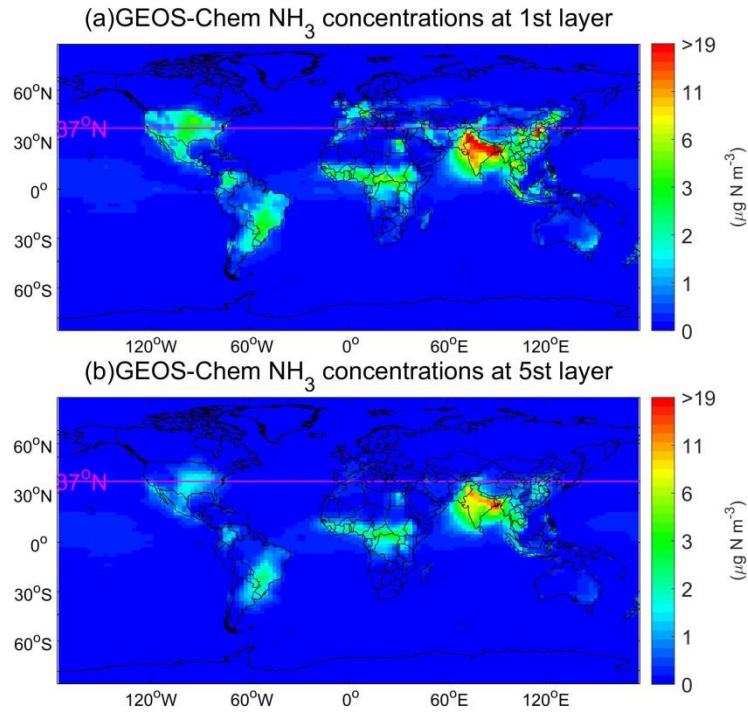 (a)GEOS-Chem NH3 concentrations at 1st layer
>19
60°N
11
37°N
30°N
6
0°
3
30°S
2
60°S
1
0
(µg N m-3)
120°W 60°W 0° 60°E 120°E
(b)GEOS-Chem NH3 concentrations at 5st layer
>19
60°N
11
37°N
30°N
6
0°
3
30°S
2
60°S
1
0
(µg N m-3)
120°W 60°W 0° 60°E 120°E